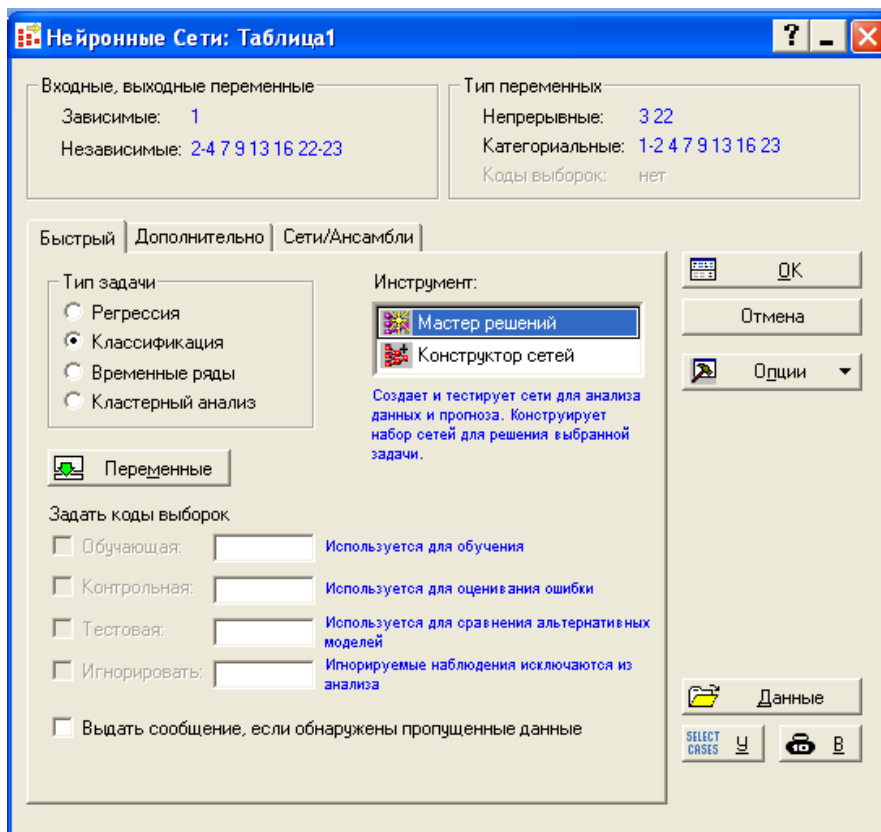 Нейронные Сети: Таблица1
Входные, выходные переменные
Зависимые: 1
Независимые: 2-4 7 9 13 16 22-23
Тип переменных
Непрерывные: 3 22
Категориальные: 1-2 4 7 9 13 16 23
Коды выборок: нет
Быстрый Дополнительно Сети/Ансамбли
Тип задачи
Регрессия
Классификация
Временные ряды
Кластерный анализ
Инструмент:
Мастер решений
Конструктор сетей
Создает и тестирует сети для анализа
данных и прогноза. Конструирует
набор сетей для решения выбранной
задачи.
Переменные
Задать коды выборок
Обучающая: Используется для обучения
Контрольная: Используется для оценивания ошибки
Тестовая: Используется для сравнения альтернативных
моделей
Игнорировать: Игнорируемые наблюдения исключаются из
анализа
Выдать сообщение, если обнаружены пропущенные данные
OK
Отмена
Опции
Данные
SELECT
CASES У В